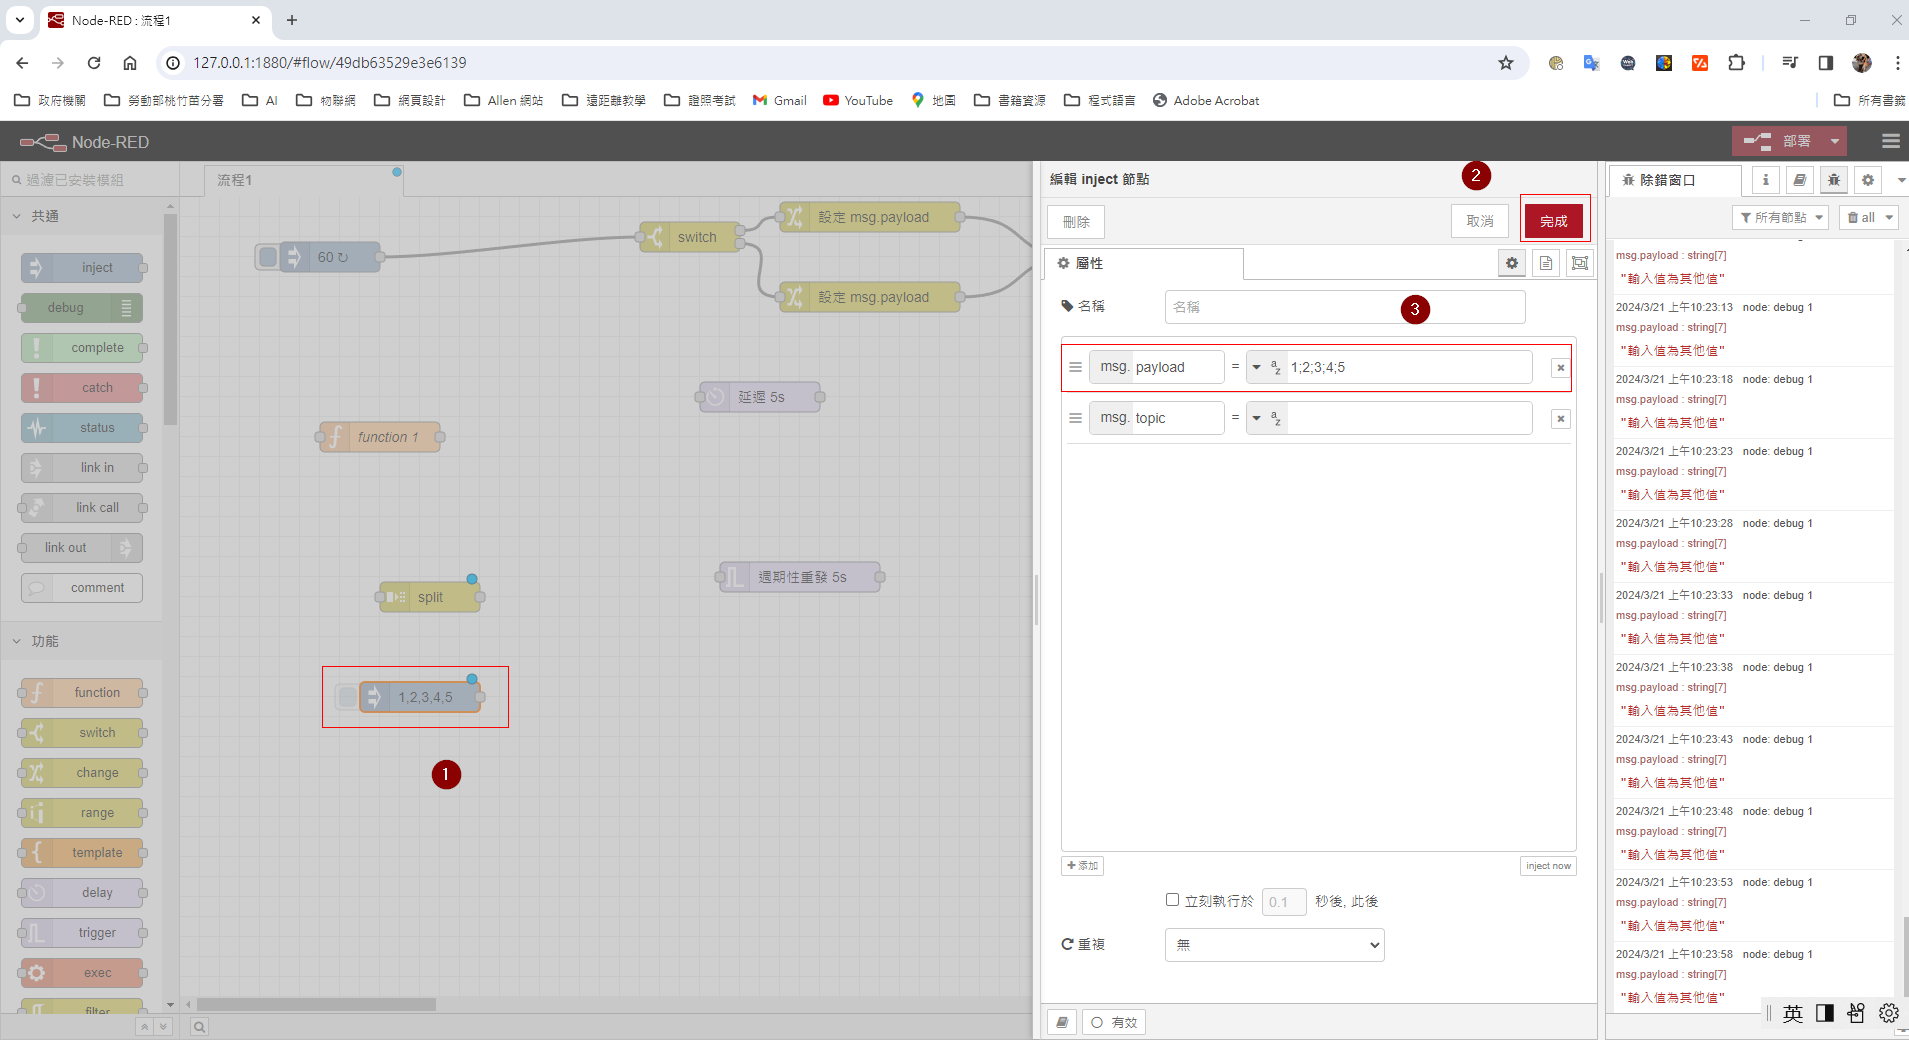 Node-RED : 流程1
127.0.0.1:1880/#flow/49db63529e3e6139
政府機關 勞動部桃竹苗分署 AI 物聯網 網頁設計 Allen 網站 遠距離教學 證照考試 Gmail YouTube 地圖 書籍資源 程式語言 Adobe Acrobat 所有書籤
Node-RED 部署
過濾已安裝模組
共通
inject
debug
complete
catch
status
link in
link call
link out
comment
功能
function
switch
change
range
template
delay
trigger
exec
filter
流程1
60 ↻
switch
設定 msg.payload
設定 msg.payload
延遲 5s
function 1
週期性重發 5s
split
1,2,3,4,5
1
編輯 inject 節點
2
刪除 取消 完成
屬性
名稱 名稱
3
msg. payload = az 1;2;3;4;5
msg. topic = az
添加 inject now
立刻執行於 0.1 秒後, 此後
重複 無
有效
除錯窗口
所有節點 all
msg.payload : string[7]
"輸入值為其他值"
2024/3/21 上午10:23:13 node: debug 1
msg.payload : string[7]
"輸入值為其他值"
2024/3/21 上午10:23:18 node: debug 1
msg.payload : string[7]
"輸入值為其他值"
2024/3/21 上午10:23:23 node: debug 1
msg.payload : string[7]
"輸入值為其他值"
2024/3/21 上午10:23:28 node: debug 1
msg.payload : string[7]
"輸入值為其他值"
2024/3/21 上午10:23:33 node: debug 1
msg.payload : string[7]
"輸入值為其他值"
2024/3/21 上午10:23:38 node: debug 1
msg.payload : string[7]
"輸入值為其他值"
2024/3/21 上午10:23:43 node: debug 1
msg.payload : string[7]
"輸入值為其他值"
2024/3/21 上午10:23:48 node: debug 1
msg.payload : string[7]
"輸入值為其他值"
2024/3/21 上午10:23:53 node: debug 1
msg.payload : string[7]
"輸入值為其他值"
2024/3/21 上午10:23:58 node: debug 1
msg.payload : string[7]
"輸入值為其他值"
英